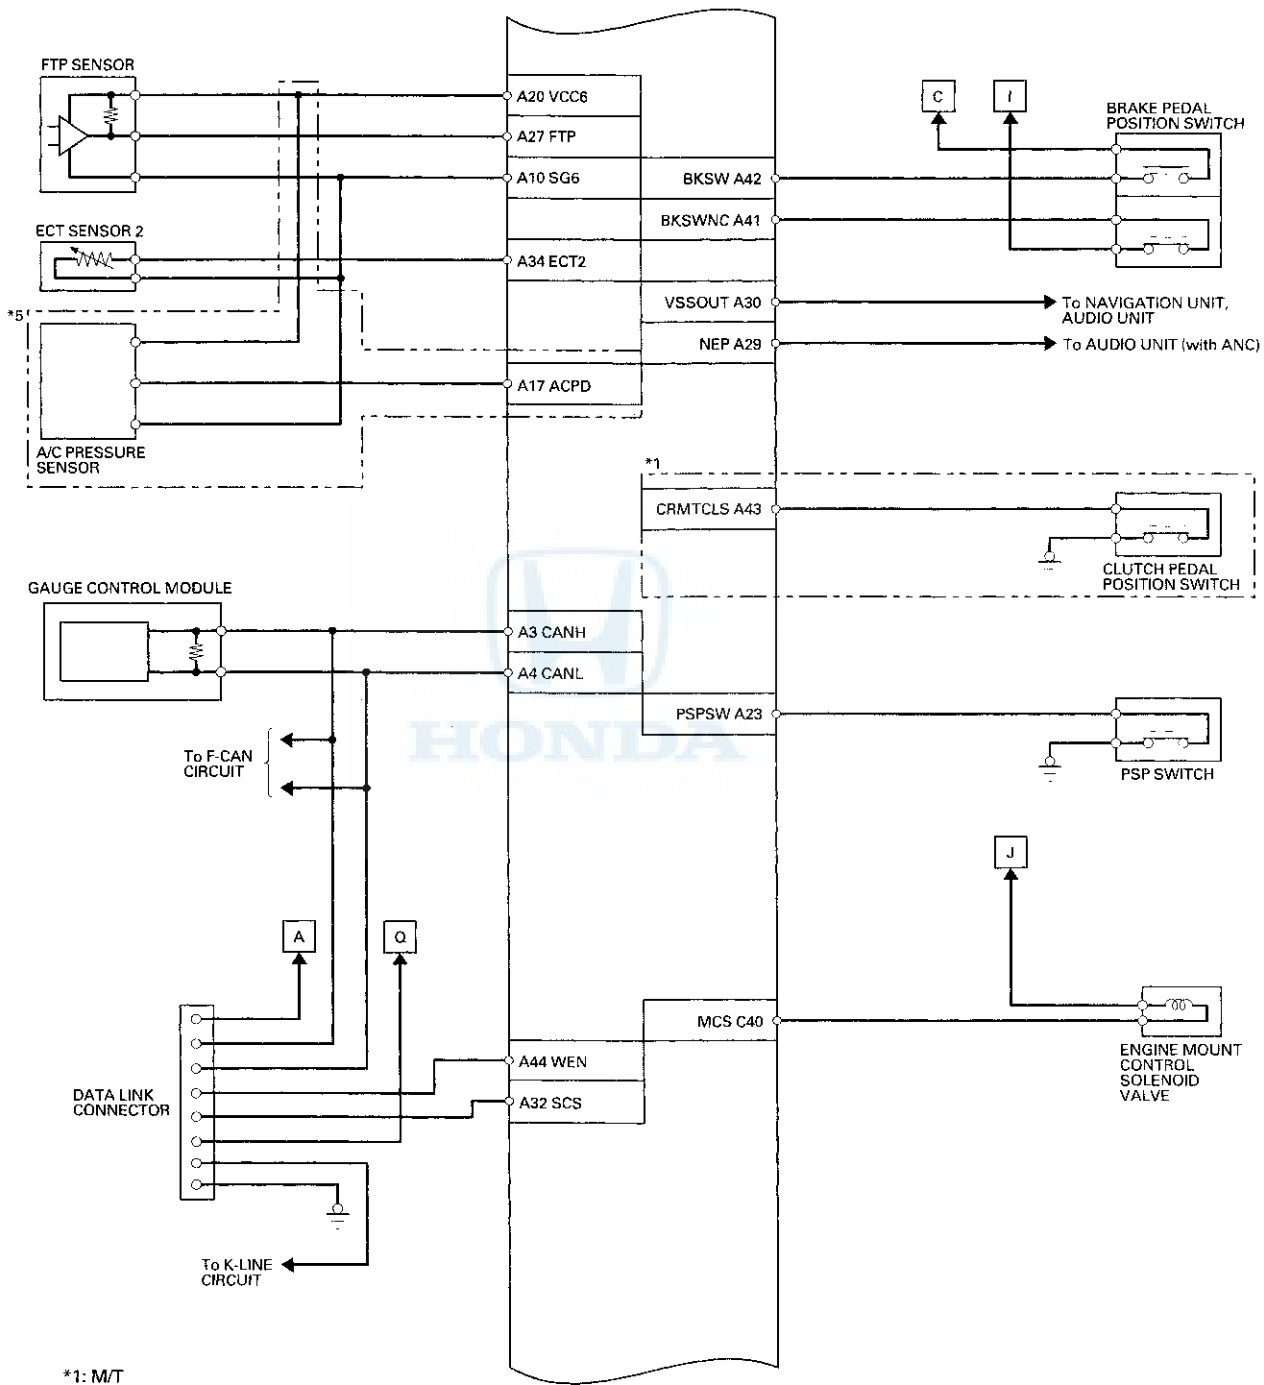 FTP SENSOR
A20 VCC6
A27 FTP
A10 SG6
C
I
BRAKE PEDAL
POSITION SWITCH
BKSW A42
BKSWNC A41
ECT SENSOR 2
A34 ECT2
VSSOUT A30
To NAVIGATION UNIT,
AUDIO UNIT
NEP A29
To AUDIO UNIT (with ANC)
*5
A17 ACPD
A/C PRESSURE
SENSOR
*1
CRMTCLS A43
CLUTCH PEDAL
POSITION SWITCH
GAUGE CONTROL MODULE
A3 CANH
A4 CANL
PSPSW A23
HONDA
PSP SWITCH
To F-CAN
CIRCUIT
J
A
Q
MCS C40
ENGINE MOUNT
CONTROL
SOLENOID
VALVE
A44 WEN
A32 SCS
DATA LINK
CONNECTOR
To K-LINE
CIRCUIT
*1: M/T